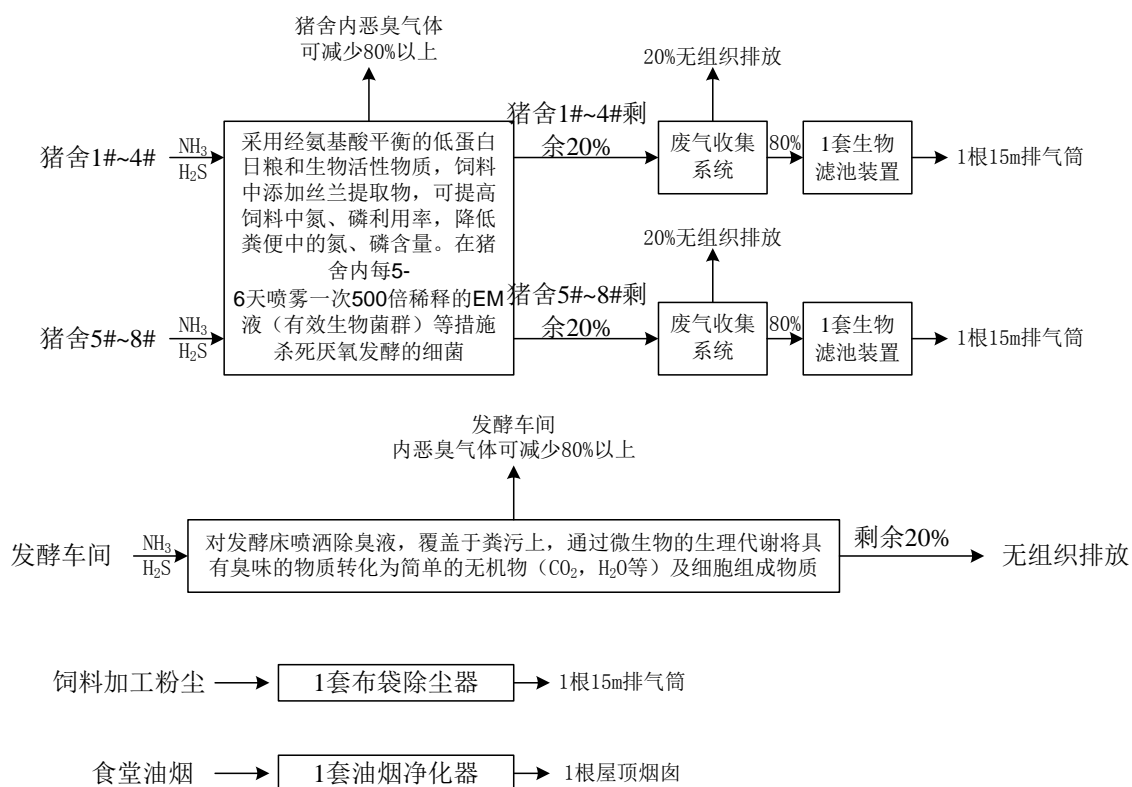 猪舍内恶臭气体
可减少80%以上
20%无组织排放
猪舍1#~4#
NH₃
H₂S
采用经氨基酸平衡的低蛋白
日粮和生物活性物质，饲料
中添加丝兰提取物，可提高
饲料中氮、磷利用率，降低
粪便中的氮、磷含量。在猪
舍内每5-
6天喷雾一次500倍稀释的EM
液（有效生物菌群）等措施
杀死厌氧发酵的细菌
猪舍1#~4#剩
余20%
废气收集
系统
80%
1套生物
滤池装置
1根15m排气筒
20%无组织排放
猪舍5#~8#
NH₃
H₂S
猪舍5#~8#剩
余20%
废气收集
系统
80%
1套生物
滤池装置
1根15m排气筒
发酵车间
内恶臭气体可减少80%以上
发酵车间
NH₃
H₂S
对发酵床喷洒除臭液，覆盖于粪污上，通过微生物的生理代谢将具
有臭味的物质转化为简单的无机物（CO₂，H₂O等）及细胞组成物质
剩余20%
无组织排放
饲料加工粉尘
1套布袋除尘器
1根15m排气筒
食堂油烟
1套油烟净化器
1根屋顶烟囱